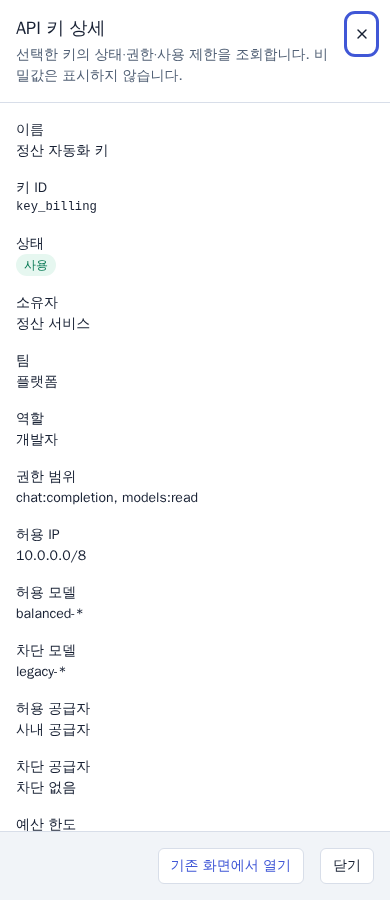 API 키 상세
선택한 키의 상태·권한·사용 제한을 조회합니다. 비
밀값은 표시하지 않습니다.
이름
정산 자동화 키
키 ID
key_billing
상태
사용
소유자
정산 서비스
팀
플랫폼
역할
개발자
권한 범위
chat:completion, models:read
허용 IP
10.0.0.0/8
허용 모델
balanced-*
차단 모델
legacy-*
허용 공급자
사내 공급자
차단 공급자
차단 없음
예산 한도
기존 화면에서 열기
닫기